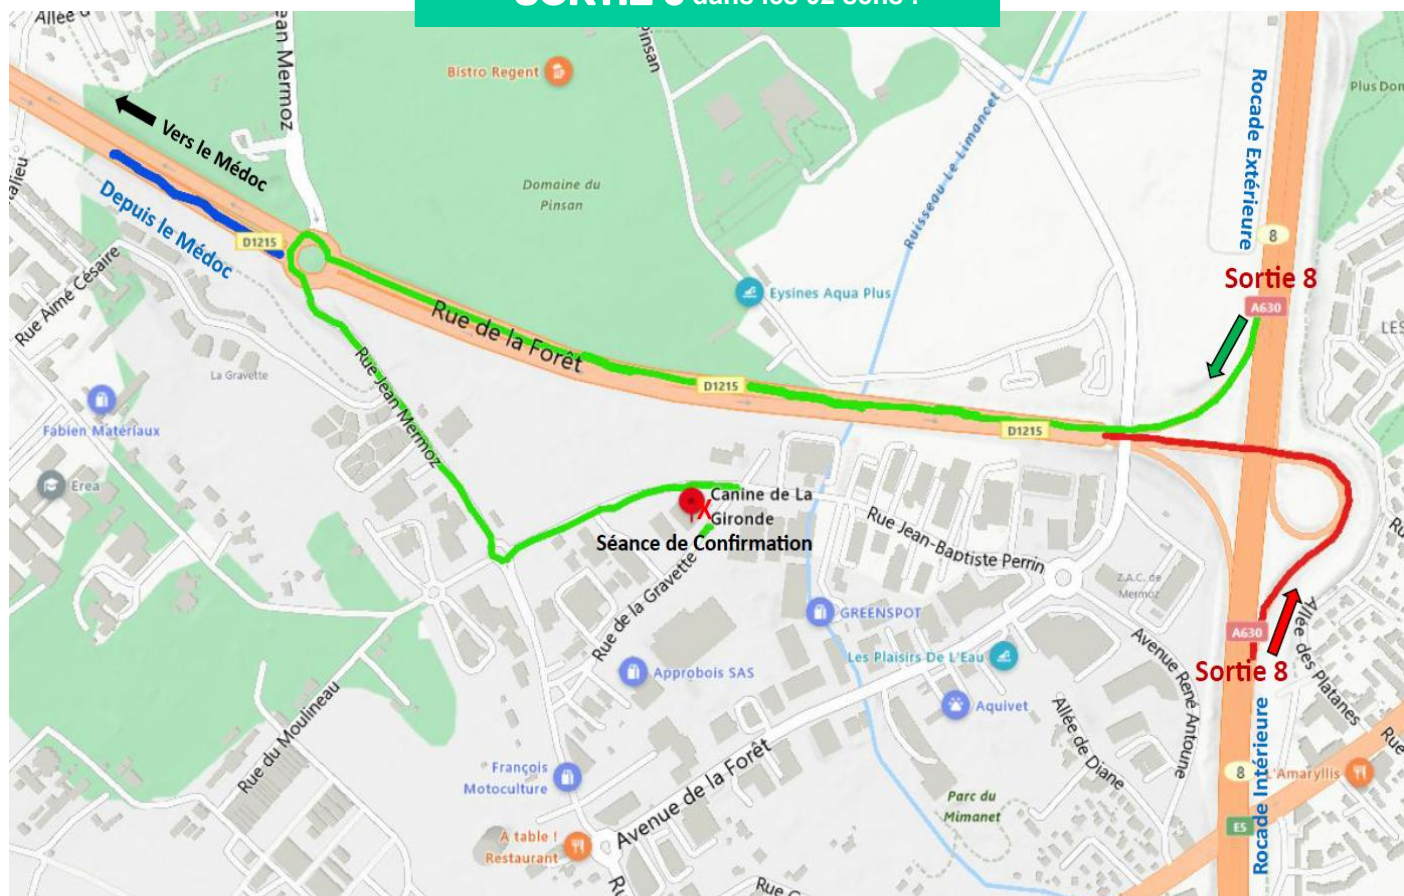 dans les 02 sens !
Allée d'
ean Mermoz
Pinsan
Bistro Regent
Vers le Médoc
Depuis le Médoc
D1215
Rue Aimé Césaire
Domaine du
Pinsan
Ruisseau Le Limancet
Rocade Extérieure
Plus Don
8
Sortie 8
A630
LES
Eysines Aqua Plus
Rue de la Forêt
D1215
D1215
La Gravette
Rue Jean Mermoz
Fabien Matériaux
Erea
X
Canine de La
Gironde
Séance de Confirmation
Rue Jean-Baptiste Perrin
Z.A.C. de
Mermoz
Rue de la Gravette
GREENSPOT
Les Plaisirs De L'Eau
Approbois SAS
Aquivet
A630
Sortie 8
Allée des Platanes
Avenue René Antoune
Allée de Diane
Rue du Moulineau
François
Motoculture
Avenue de la Forêt
A table !
Restaurant
Parc du
Mimanet
Rocade Intérieure
8
E5
L'Amaryllis
Rue